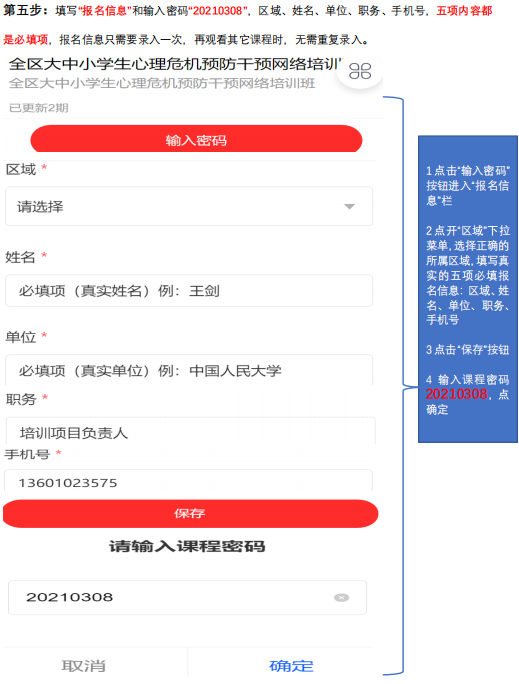 第五步：填写“报名信息”和输入密码“20210308”，区域、姓名、单位、职务、手机号，五项内容都
是必填项，报名信息只需要录入一次，再观看其它课程时，无需重复录入。
全区大中小学生心理危机预防干预网络培训
全区大中小学生心理危机预防干预网络培训班
已更新2期
输入密码
区域 *
请选择
姓名 *
必填项（真实姓名）例：王剑
单位 *
必填项（真实单位）例：中国人民大学
职务 *
培训项目负责人
手机号 *
13601023575
保存
请输入课程密码
20210308
取消 确定
1 点击“输入密码”
按钮进入“报名信
息”栏
2 点开“区域”下拉
菜单,选择正确的
所属区域,填写真
实的五项必填报
名信息：区域、姓
名、单位、职务、
手机号
3 点击“保存”按钮
4 输入课程密码
20210308，点
确定